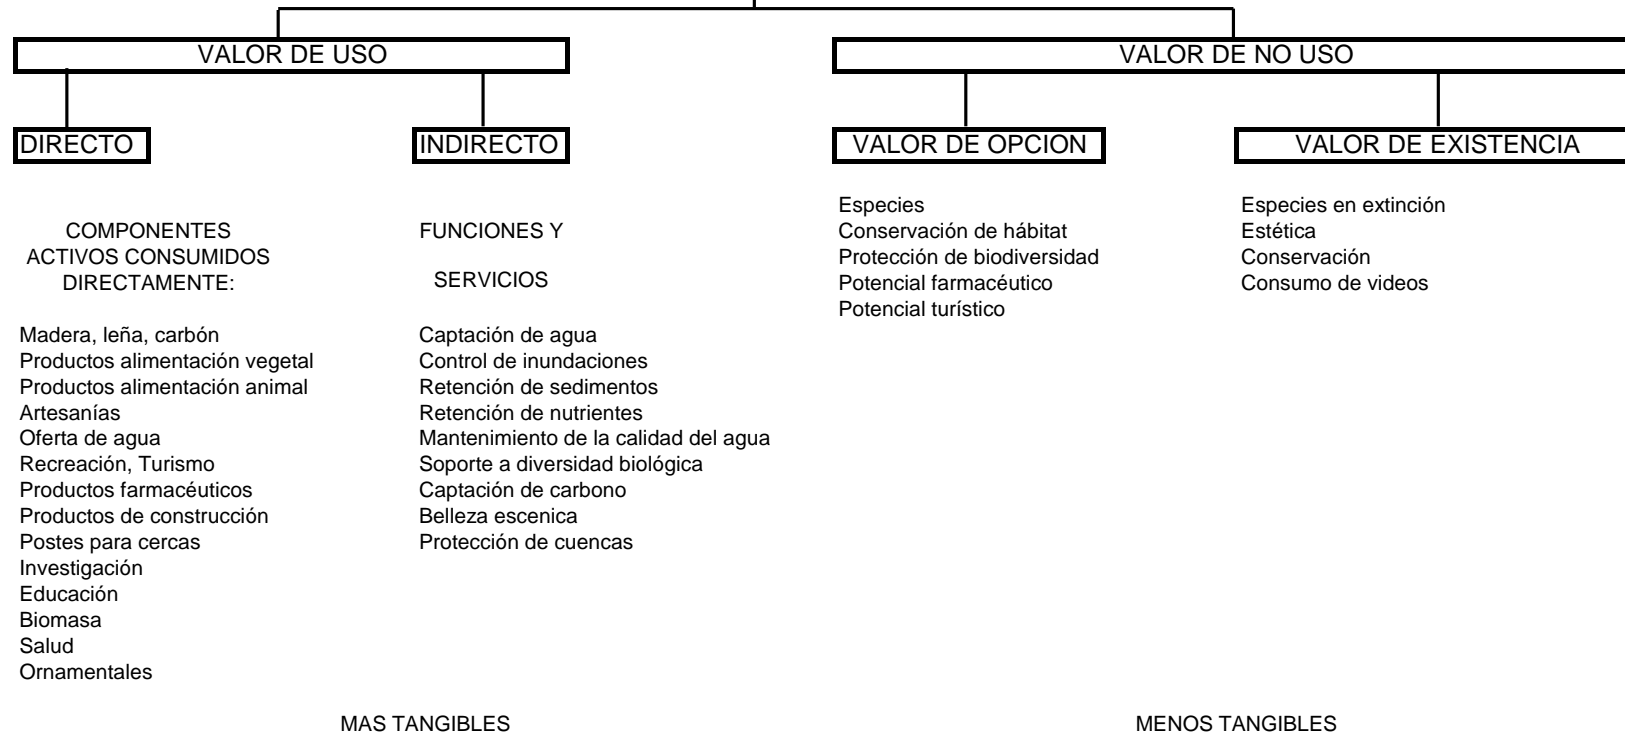 VALOR DE USO
VALOR DE NO USO
DIRECTO
INDIRECTO
VALOR DE OPCION
VALOR DE EXISTENCIA
COMPONENTES
ACTIVOS CONSUMIDOS
DIRECTAMENTE:
Madera, leña, carbón
Productos alimentación vegetal
Productos alimentación animal
Artesanías
Oferta de agua
Recreación, Turismo
Productos farmacéuticos
Productos de construcción
Postes para cercas
Investigación
Educación
Biomasa
Salud
Ornamentales
FUNCIONES Y
SERVICIOS
Captación de agua
Control de inundaciones
Retención de sedimentos
Retención de nutrientes
Mantenimiento de la calidad del agua
Soporte a diversidad biológica
Captación de carbono
Belleza escenica
Protección de cuencas
Especies
Conservación de hábitat
Protección de biodiversidad
Potencial farmacéutico
Potencial turístico
Especies en extinción
Estética
Conservación
Consumo de videos
MAS TANGIBLES
MENOS TANGIBLES